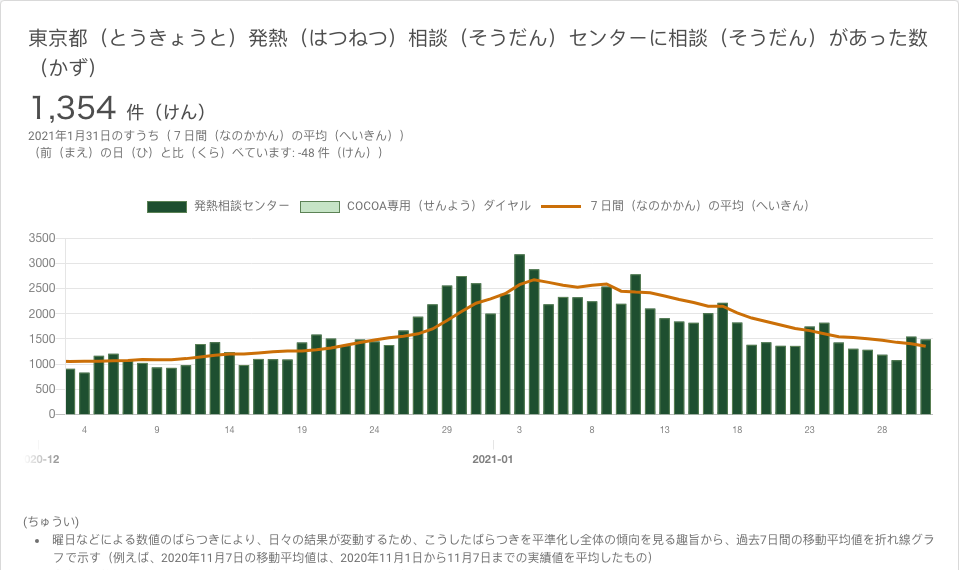 東京都（とうきょうと）発熱（はつねつ）相談（そうだん）センターに相談（そうだん）があった数
（かず）
1,354 件（けん）
2021年1月31日のすうち（７日間（なのかかん）の平均（へいきん））
（前（まえ）の日（ひ）と比（くら）べています: -48 件（けん））
発熱相談センター COCOA専用（せんよう）ダイヤル ７日間（なのかかん）の平均（へいきん）
3500
3000
2500
2000
1500
1000
500
0
4 9 14 19 24 29 3 8 13 18 23 28
20-12 2021-01
(ちゅうい)
• 曜日などによる数値のばらつきにより、日々の結果が変動するため、こうしたばらつきを平準化し全体の傾向を見る趣旨から、過去7日間の移動平均値を折れ線グラ
フで示す（例えば、2020年11月7日の移動平均値は、2020年11月1日から11月7日までの実績値を平均したもの）